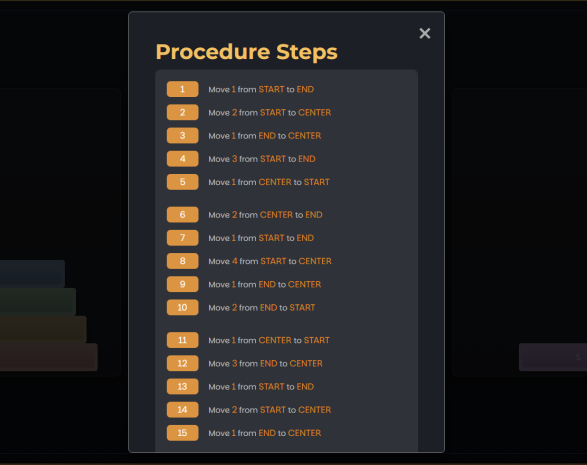 ×
Procedure Steps
1 Move 1 from START to END
2 Move 2 from START to CENTER
3 Move 1 from END to CENTER
4 Move 3 from START to END
5 Move 1 from CENTER to START
6 Move 2 from CENTER to END
7 Move 1 from START to END
8 Move 4 from START to CENTER
9 Move 1 from END to CENTER
10 Move 2 from END to START
11 Move 1 from CENTER to START
12 Move 3 from END to CENTER
13 Move 1 from START to END
14 Move 2 from START to CENTER
15 Move 1 from END to CENTER